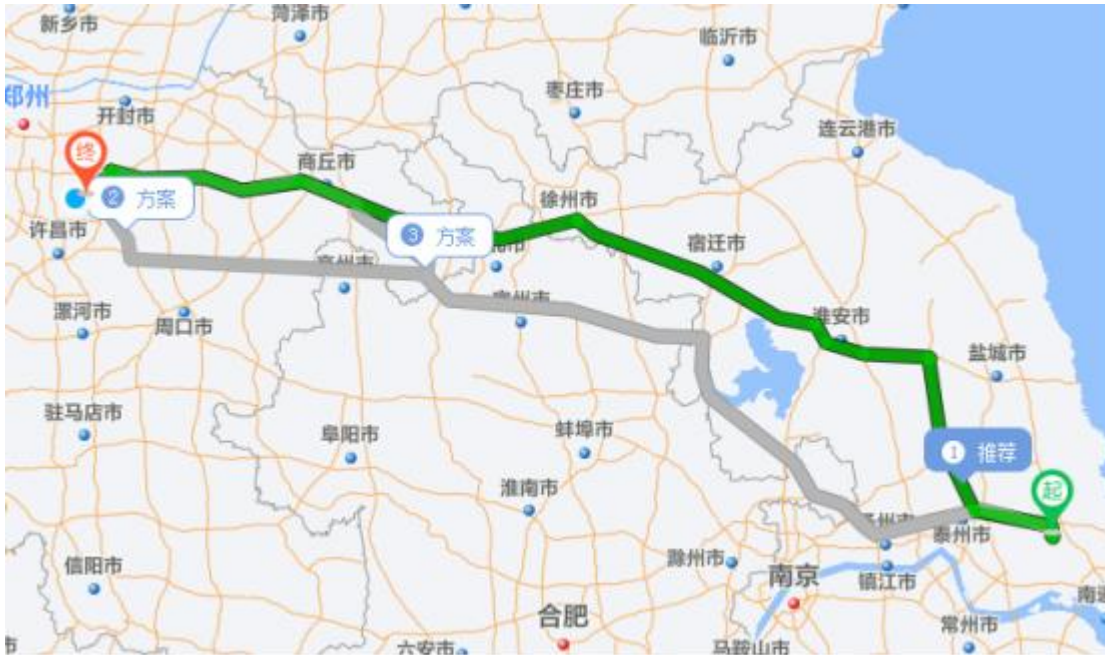 新乡市
菏泽市
临沂市
枣庄市
郑州
开封市
连云港市
终
商丘市
② 方案
徐州市
③ 方案
许昌市
宿迁市
漯河市
周口市
淮安市
盐城市
驻马店市
阜阳市
蚌埠市
① 推荐
起
淮南市
泰州市
信阳市
滁州市
南京
镇江市
合肥
常州市
六安市
马鞍山市